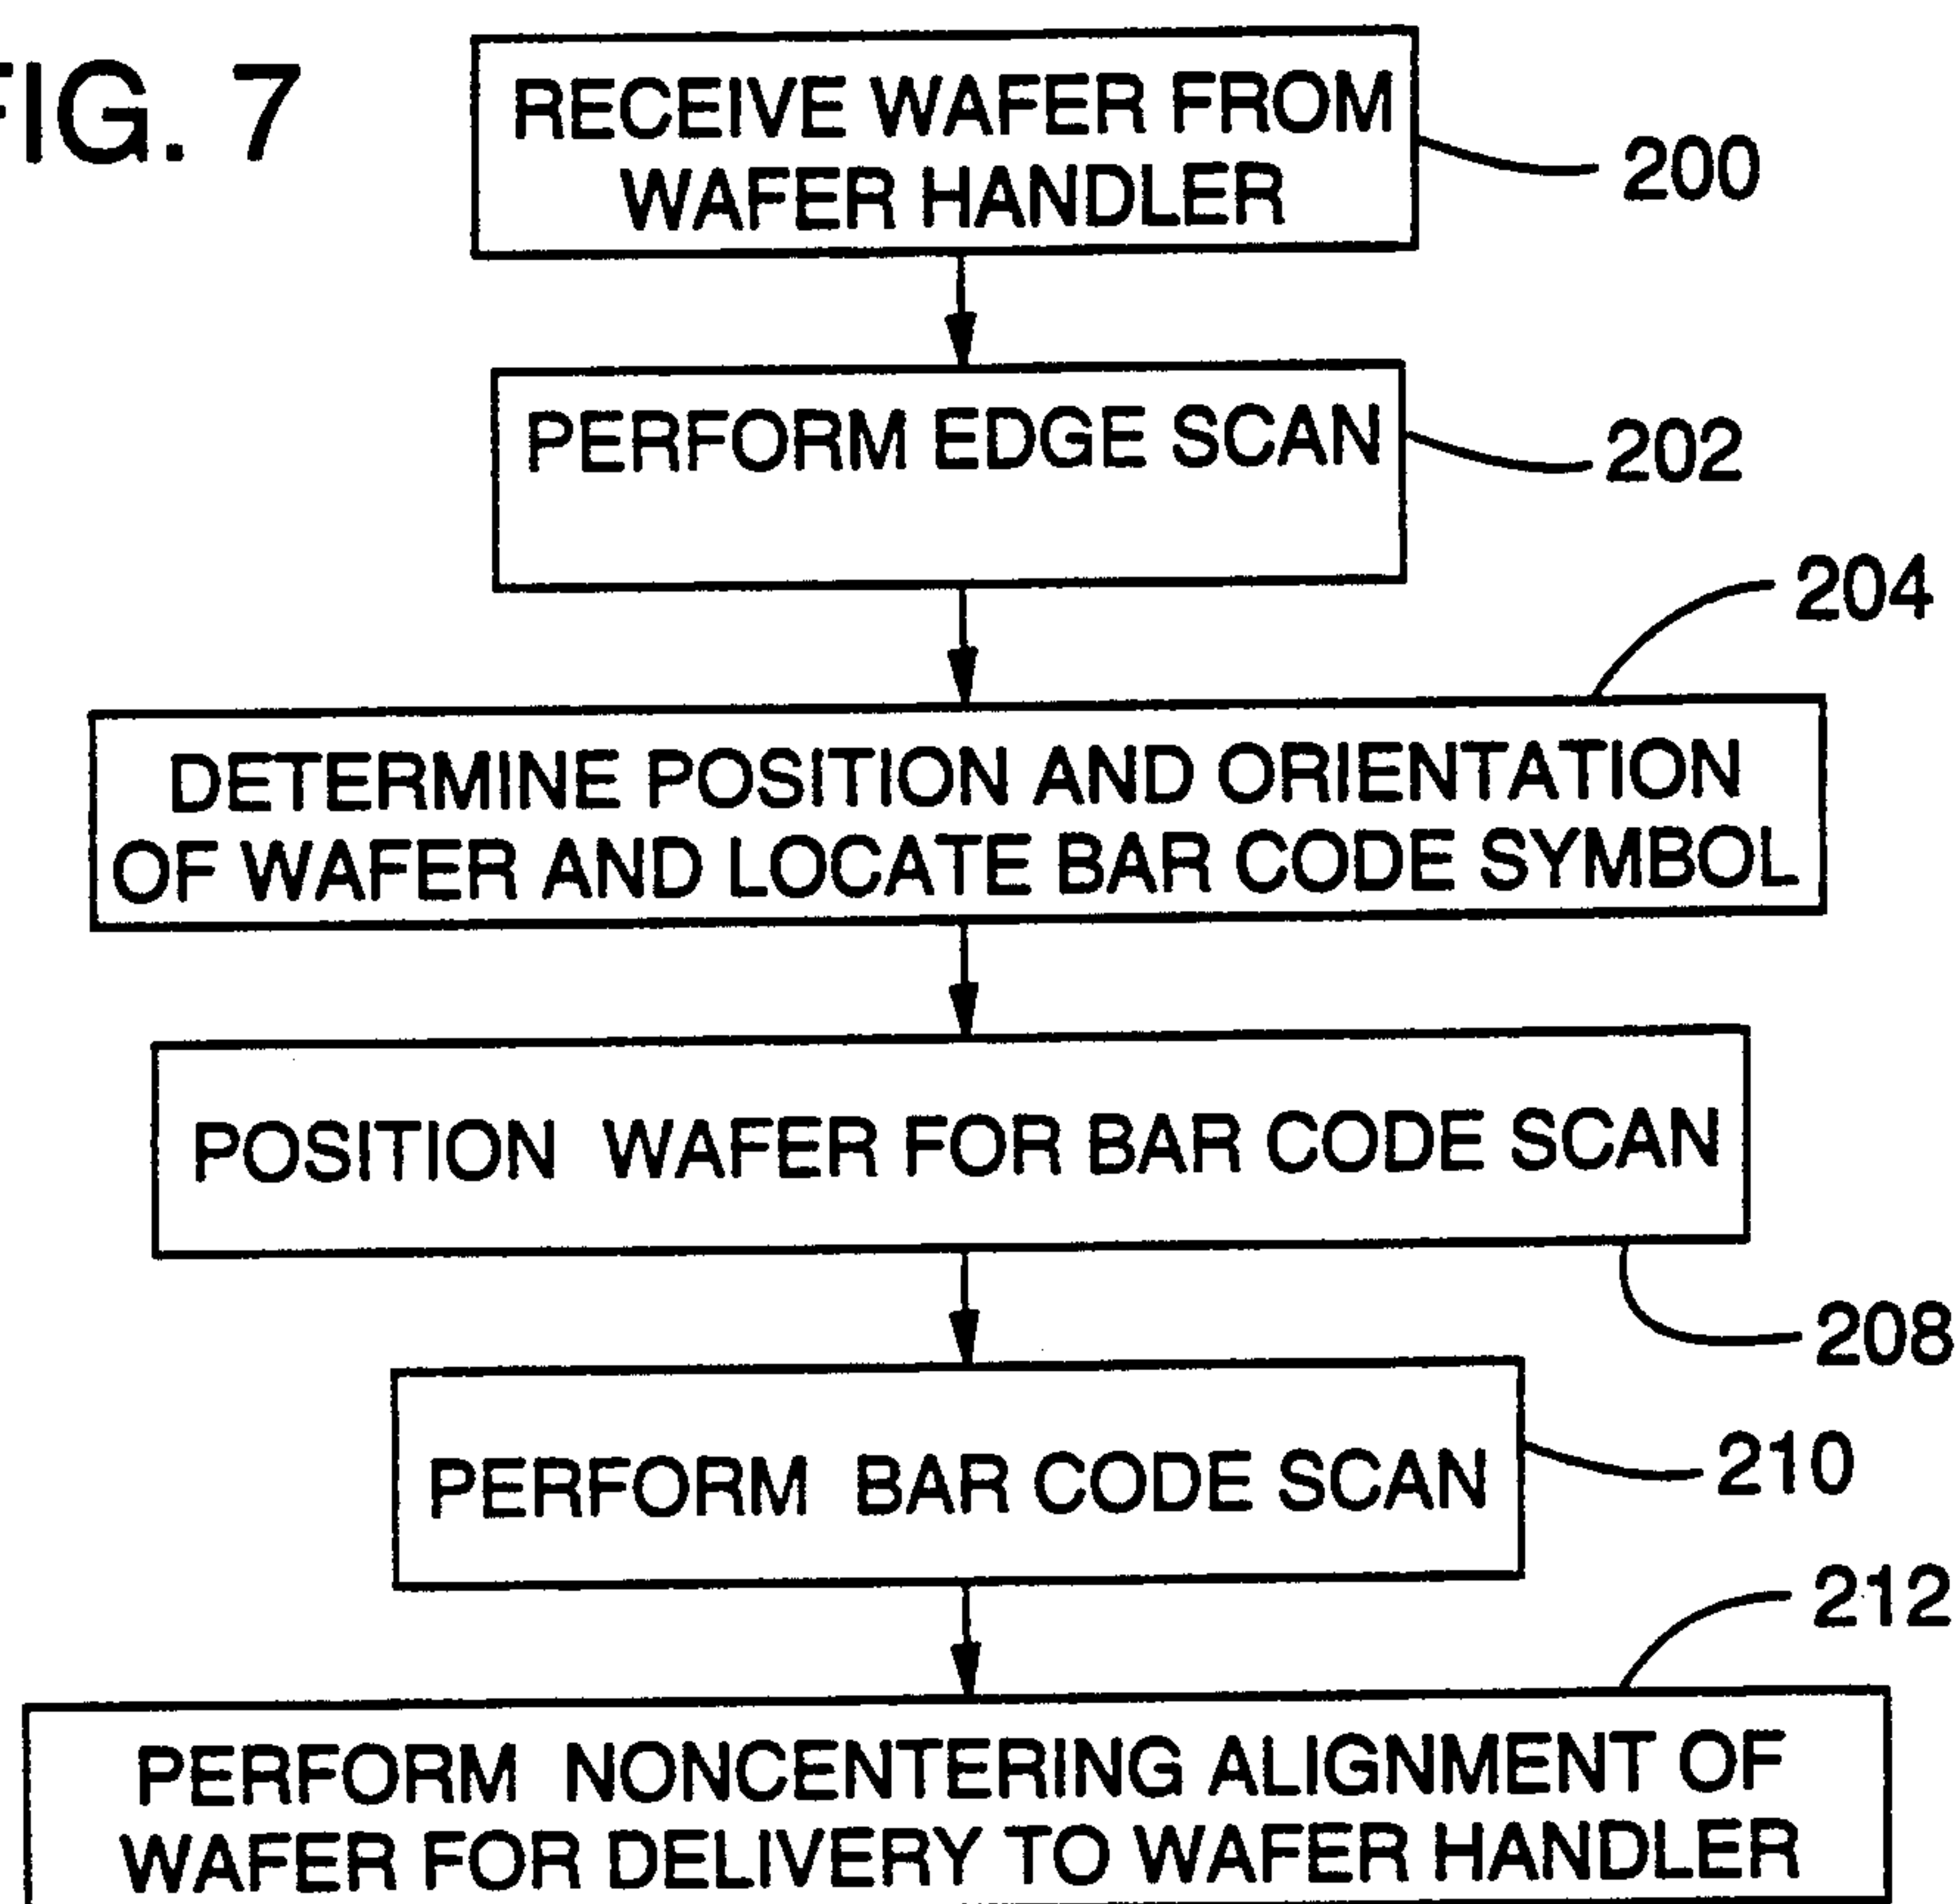 FIG. 7
RECEIVE WAFER FROM
WAFER HANDLER
200
PERFORM EDGE SCAN
202
204
DETERMINE POSITION AND ORIENTATION
OF WAFER AND LOCATE BAR CODE SYMBOL
POSITION WAFER FOR BAR CODE SCAN
208
PERFORM BAR CODE SCAN
210
212
PERFORM NONCENTERING ALIGNMENT OF
WAFER FOR DELIVERY TO WAFER HANDLER